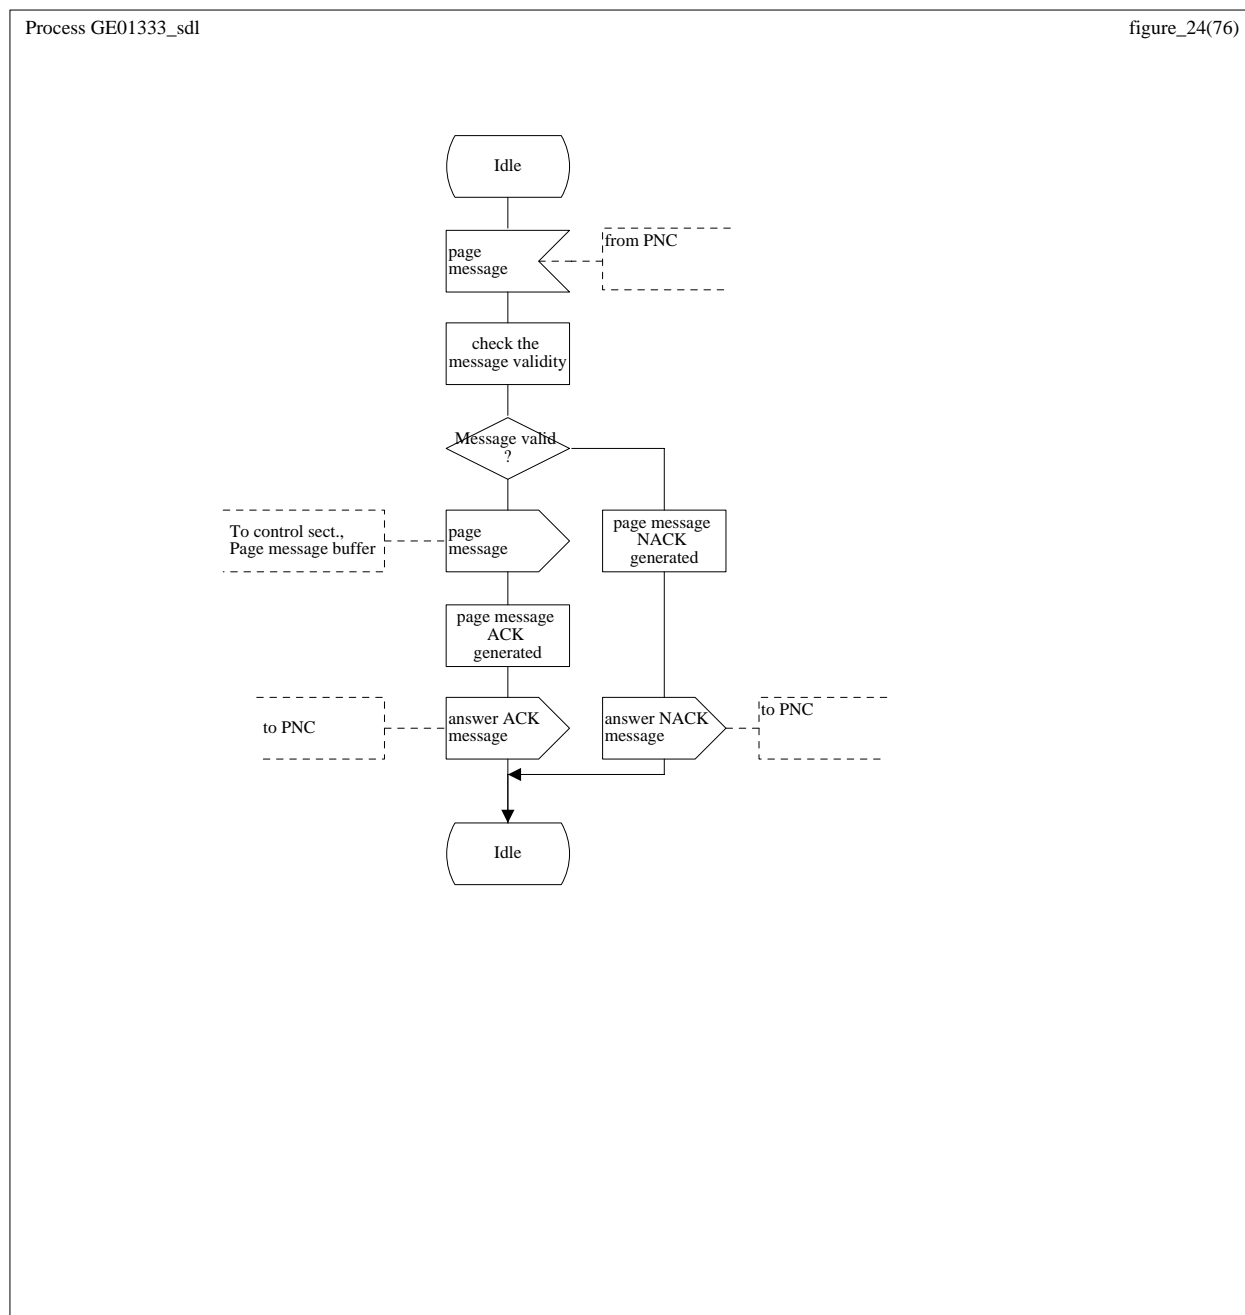 Process GE01333_sdl
figure_24(76)
Idle
page
message
from PNC
check the
message validity
Message valid
?
To control sect.,
Page message buffer
page
message
page message
NACK
generated
page message
ACK
generated
to PNC
answer ACK
message
answer NACK
message
to PNC
Idle